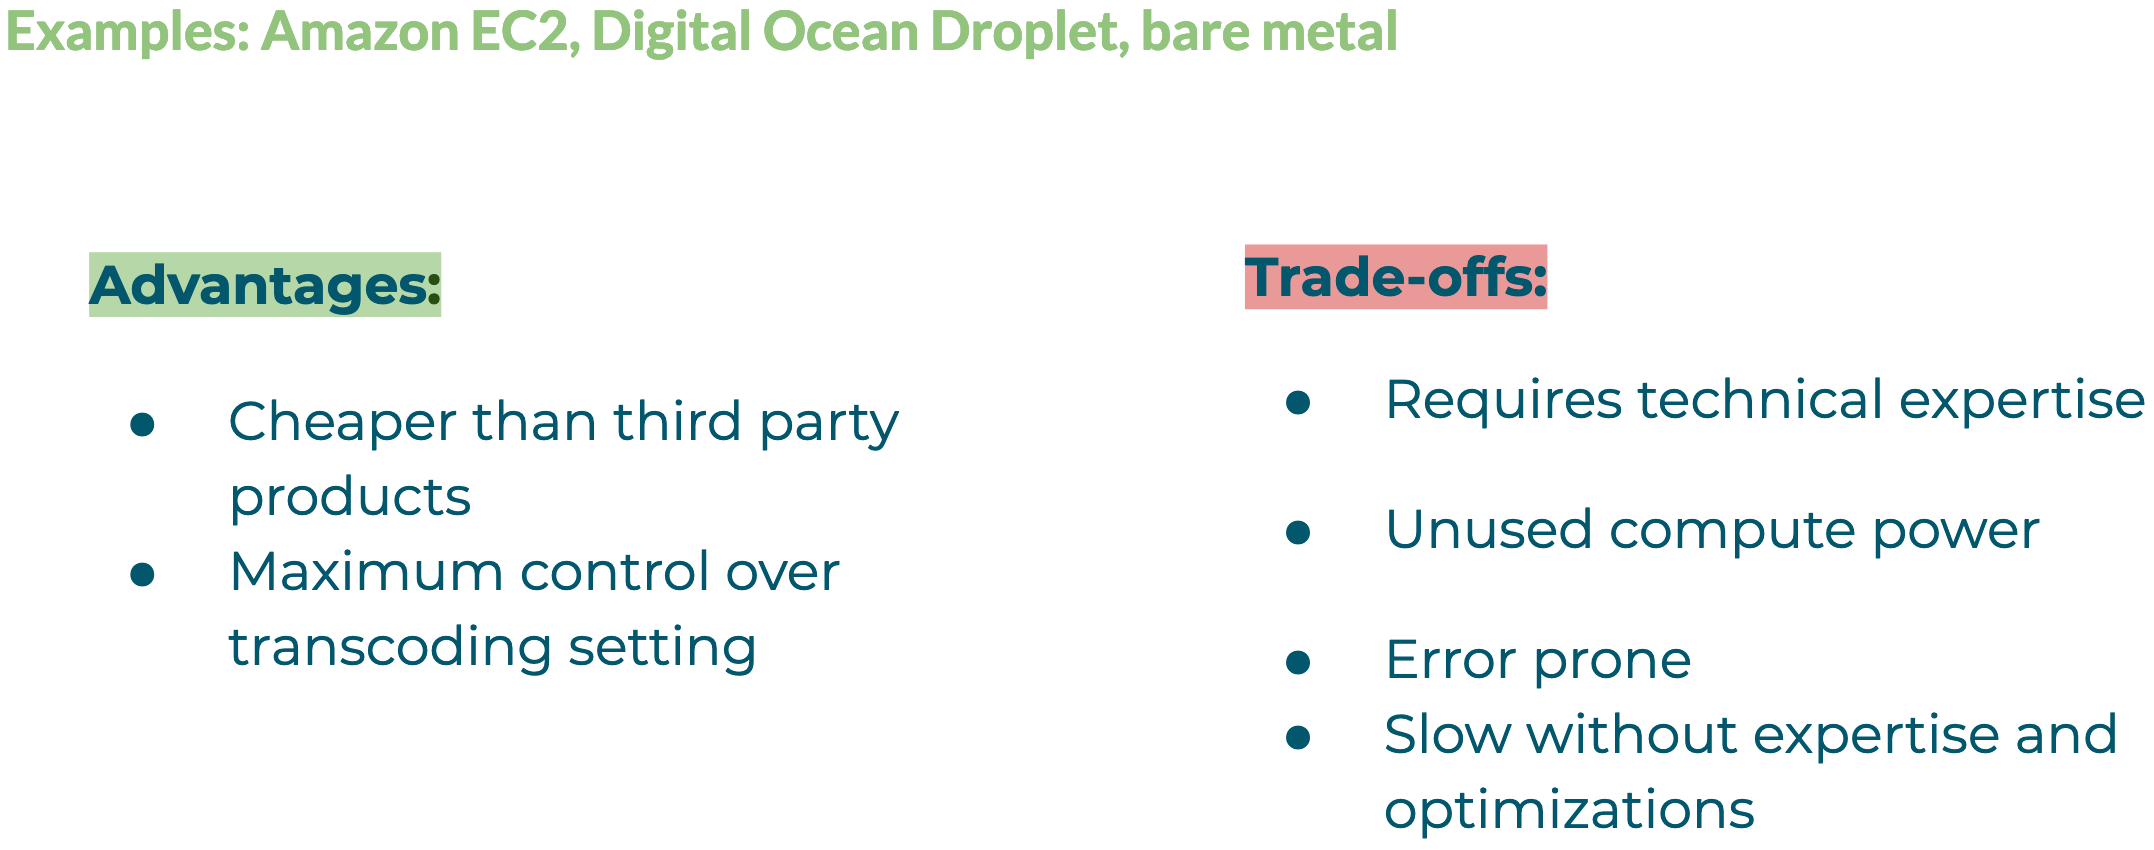 Examples: Amazon EC2, Digital Ocean Droplet, bare metal
Advantages:
● Cheaper than third party
products
● Maximum control over
transcoding setting
Trade-offs:
● Requires technical expertise
● Unused compute power
● Error prone
● Slow without expertise and
optimizations